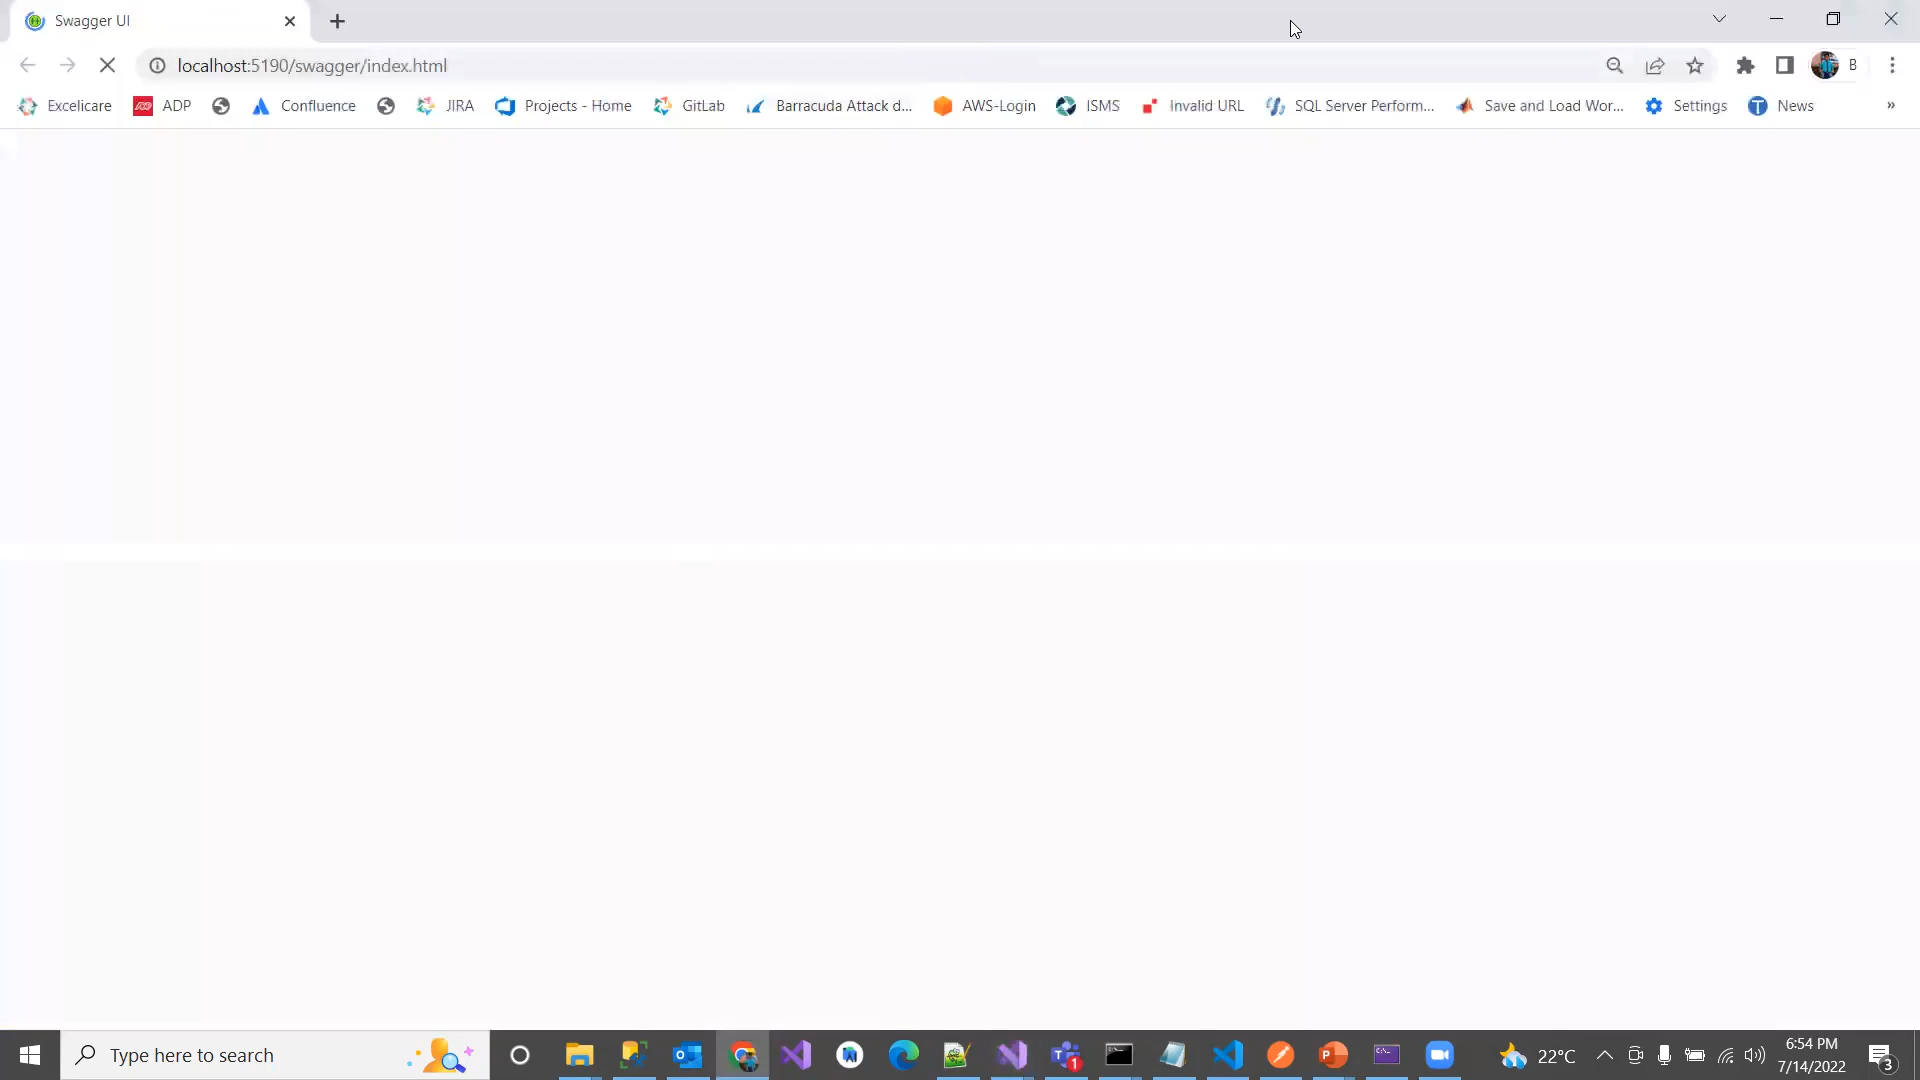 Swagger UI
localhost:5190/swagger/index.html
B
Excelicare ADP Confluence JIRA Projects - Home GitLab Barracuda Attack d... AWS-Login ISMS Invalid URL SQL Server Perform... Save and Load Wor... Settings News »
Type here to search
22°C
6:54 PM
7/14/2022
1
3